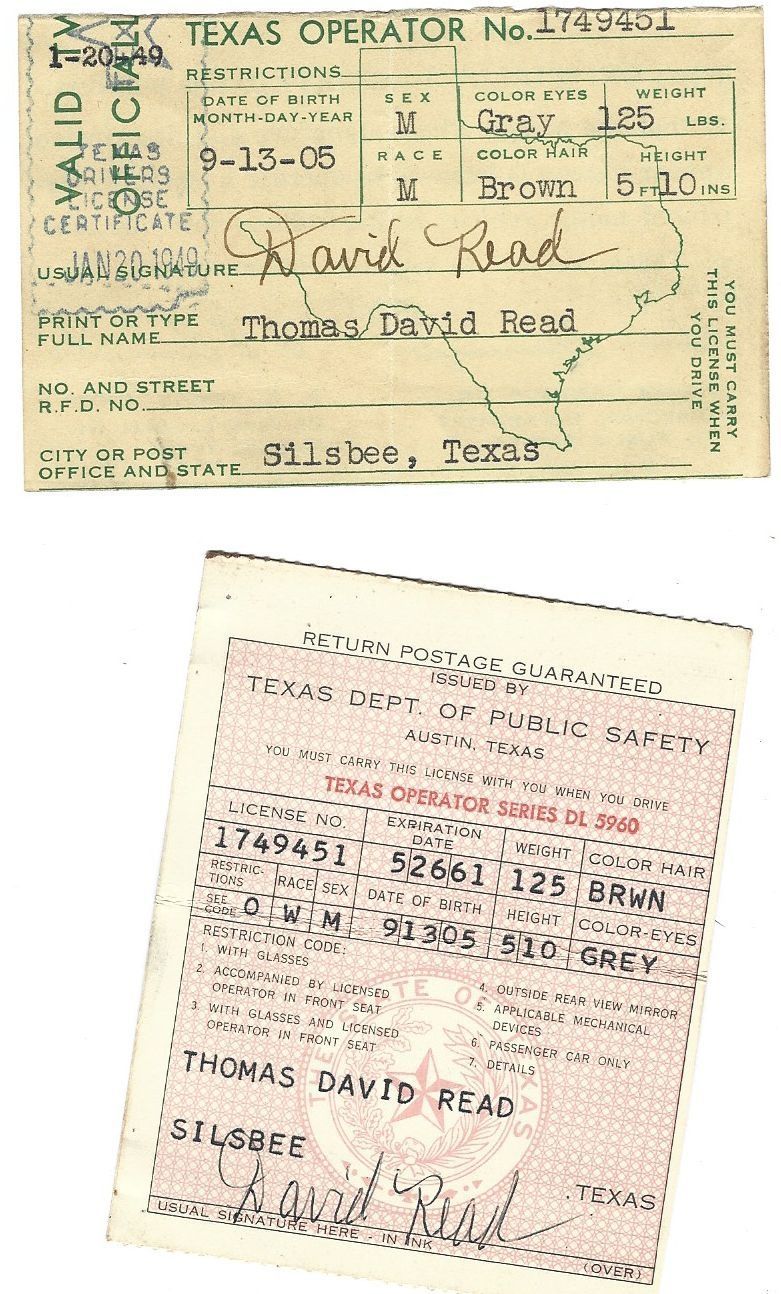 TEXAS OPERATOR No. 1749451
VALID TW
OFFICIAL
1-20-49
TEXAS
DRIVERS
LICENSE
CERTIFICATE
JAN 20 1949
RESTRICTIONS
DATE OF BIRTH
MONTH-DAY-YEAR
9-13-05
SEX
M
COLOR EYES
Gray
WEIGHT
125 LBS.
RACE
M
COLOR HAIR
Brown
HEIGHT
5 FT 10 INS
USUAL SIGNATURE David Read
PRINT OR TYPE
FULL NAME Thomas David Read
NO. AND STREET
R.F.D. NO.
CITY OR POST
OFFICE AND STATE Silsbee, Texas
YOU MUST CARRY
THIS LICENSE WHEN
YOU DRIVE
RETURN POSTAGE GUARANTEED
ISSUED BY
TEXAS DEPT. OF PUBLIC SAFETY
AUSTIN, TEXAS
YOU MUST CARRY THIS LICENSE WITH YOU WHEN YOU DRIVE
TEXAS OPERATOR SERIES DL 5960
LICENSE NO.
1749451
EXPIRATION
DATE
52661
WEIGHT
125
COLOR HAIR
BRWN
RESTRIC-
TIONS
SEE
CODE 0
RACE
W
SEX
M
DATE OF BIRTH
91305
HEIGHT
510
COLOR-EYES
GREY
RESTRICTION CODE:
1. WITH GLASSES
2. ACCOMPANIED BY LICENSED
OPERATOR IN FRONT SEAT
3. WITH GLASSES AND LICENSED
OPERATOR IN FRONT SEAT
4. OUTSIDE REAR VIEW MIRROR
5. APPLICABLE MECHANICAL
DEVICES
6. PASSENGER CAR ONLY
7. DETAILS
THE STATE OF TEXAS
THOMAS DAVID READ
SILSBEE
, TEXAS
David Read
USUAL SIGNATURE HERE - IN INK
(OVER)